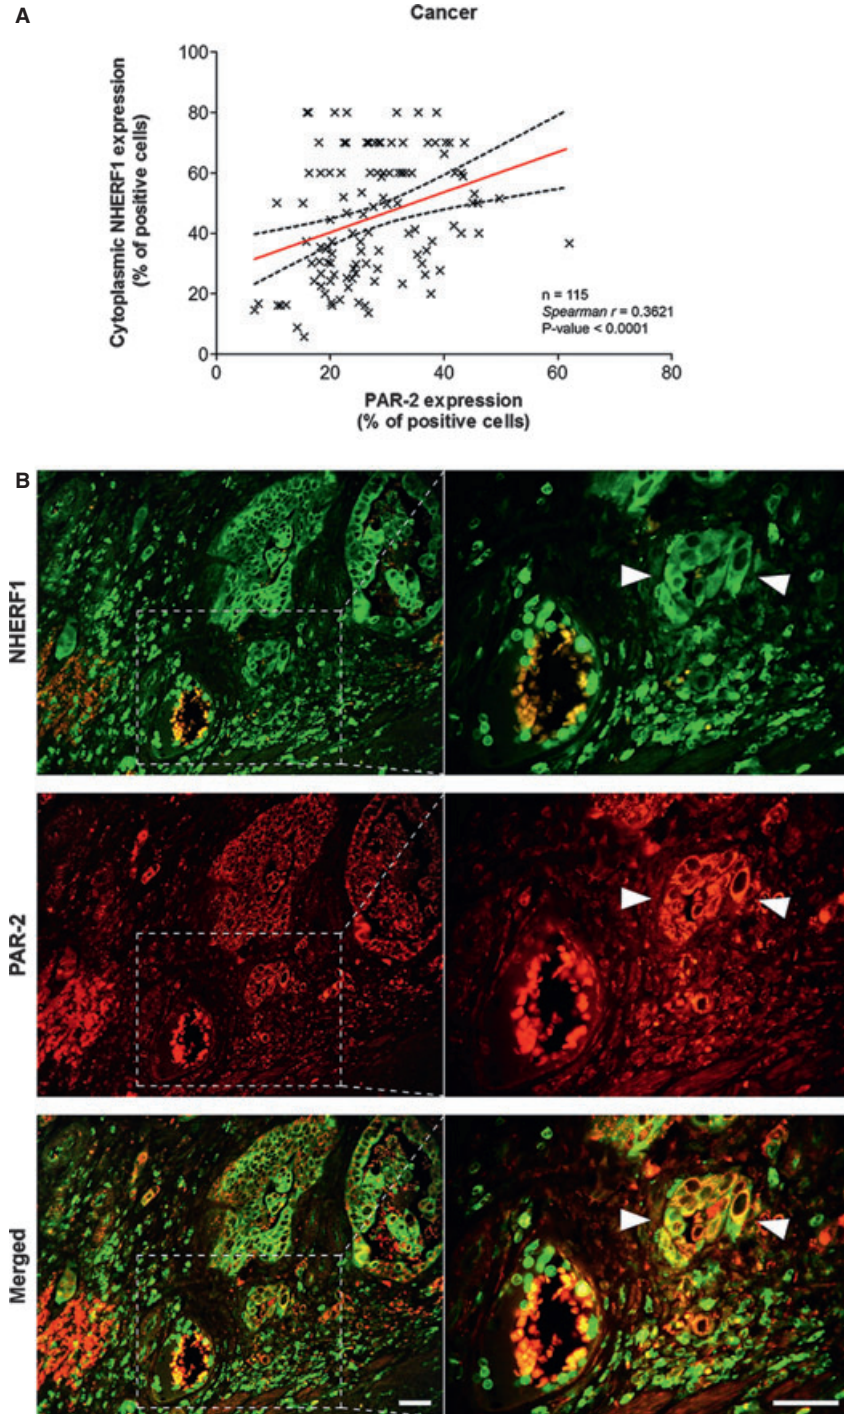 A
Cancer
100
80
60
40
20
0
0 20 40 60 80
Cytoplasmic NHERF1 expression
(% of positive cells)
n = 115
Spearman r = 0.3621
P-value < 0.0001
PAR-2 expression
(% of positive cells)
B
NHERF1
PAR-2
Merged